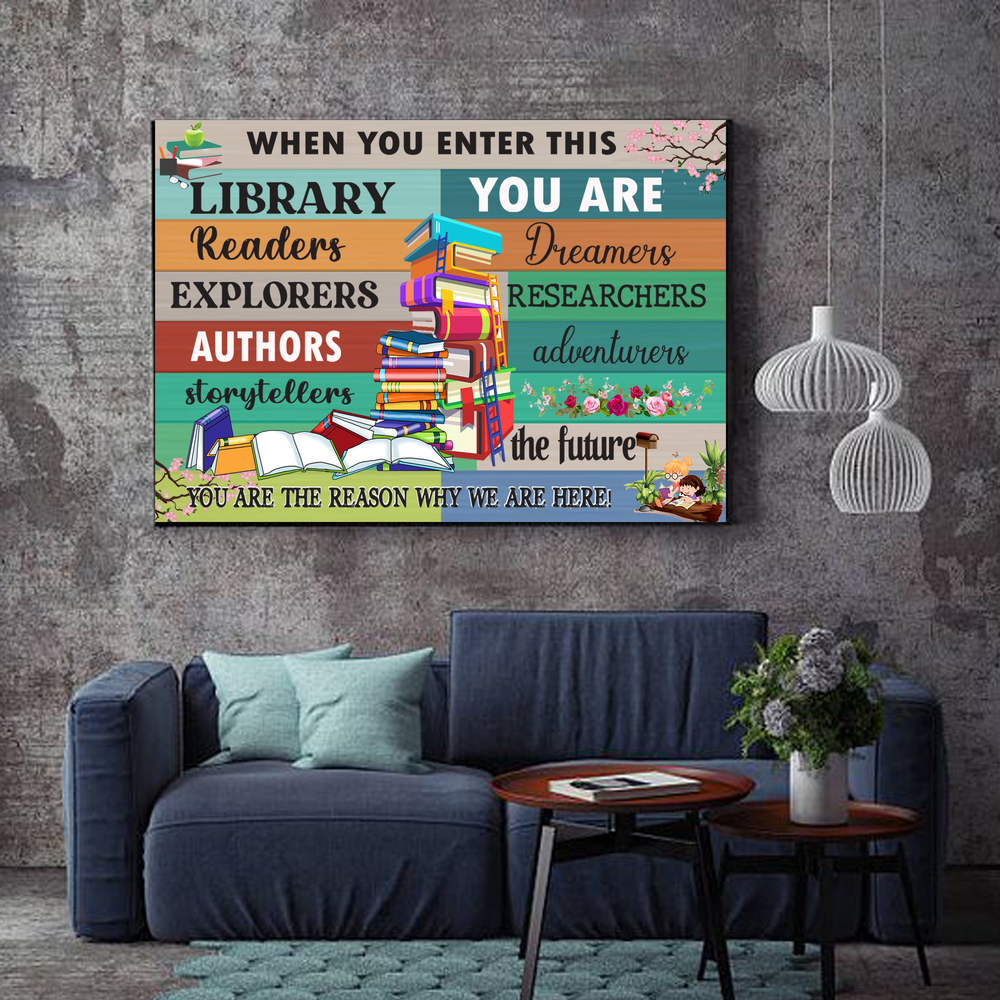 WHEN YOU ENTER THIS
LIBRARY YOU ARE
Readers Dreamers
EXPLORERS RESEARCHERS
AUTHORS adventurers
storytellers
the future
YOU ARE THE REASON WHY WE ARE HERE!